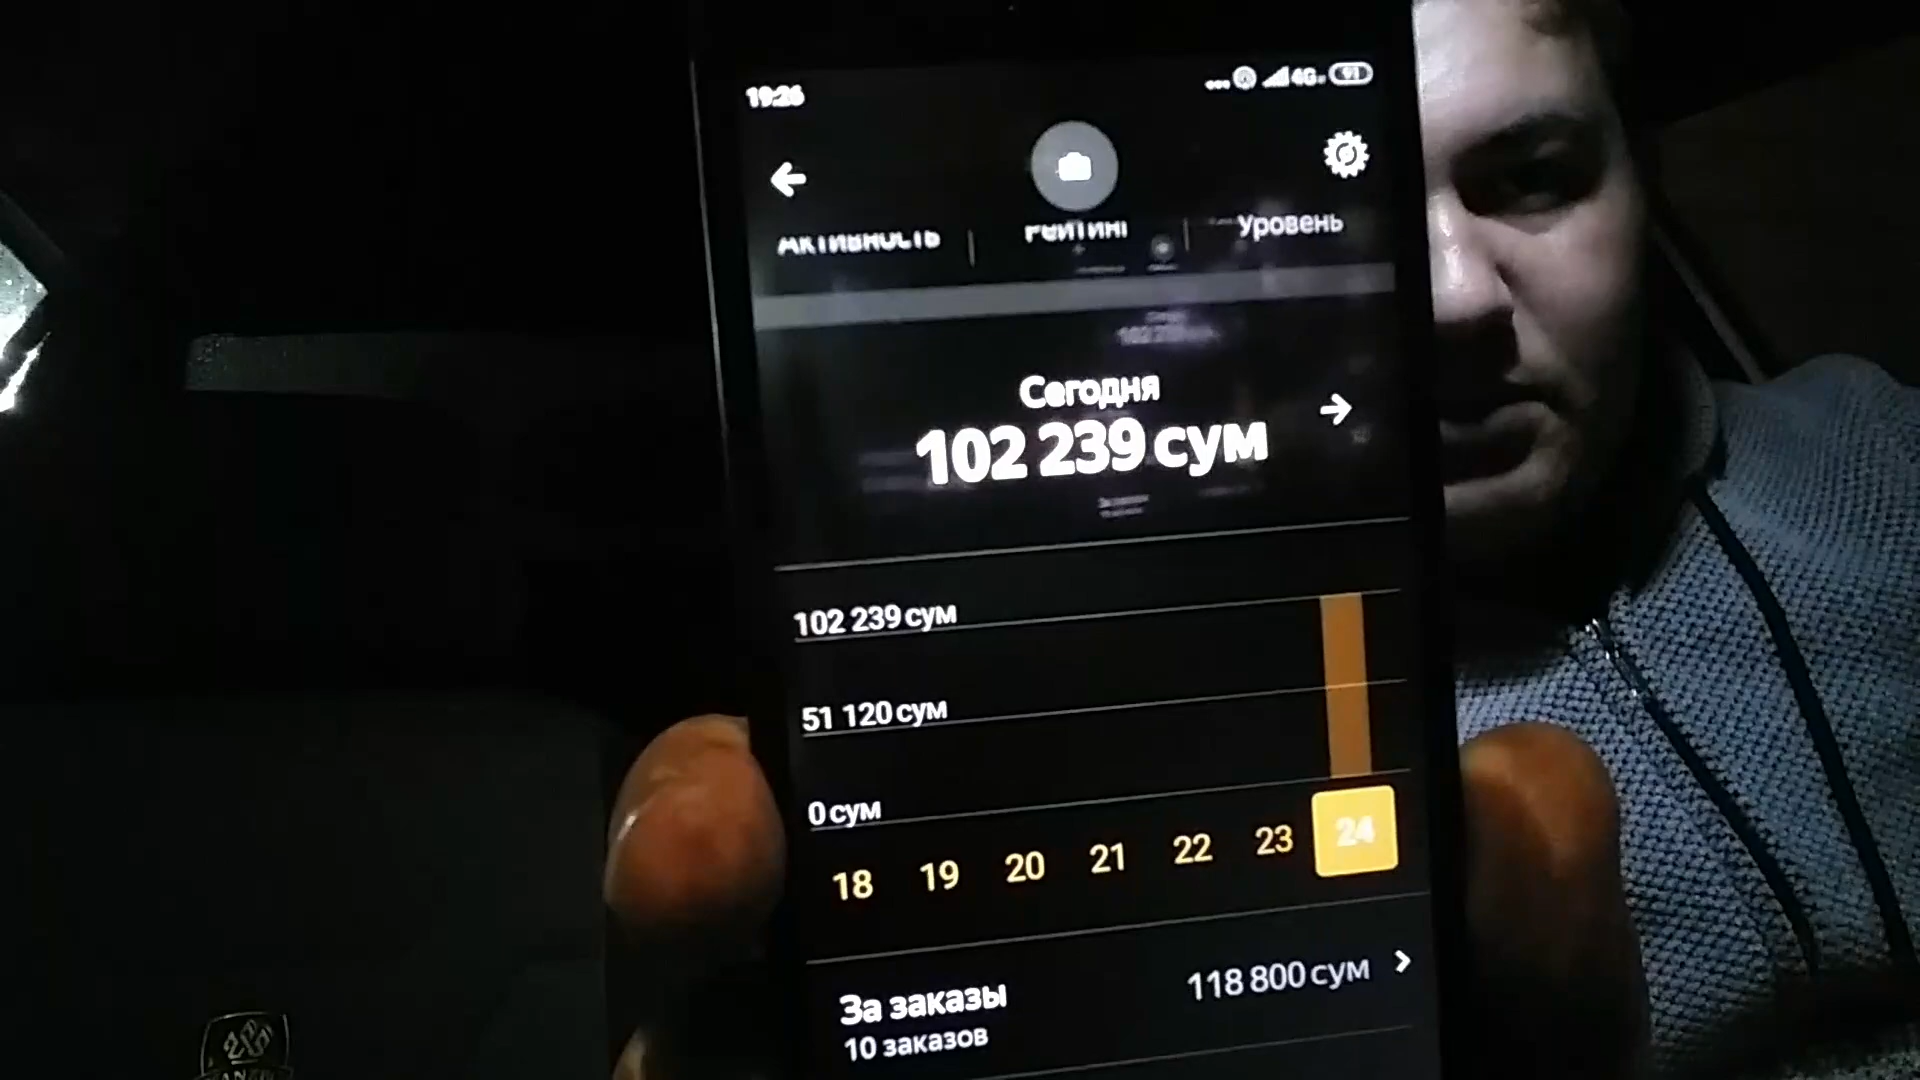 19:26
4G 91
Активность Рейтинг Уровень
Сегодня
102 239 сум
102 239 сум
51 120 сум
0 сум
18 19 20 21 22 23 24
За заказы 118 800 сум
10 заказов